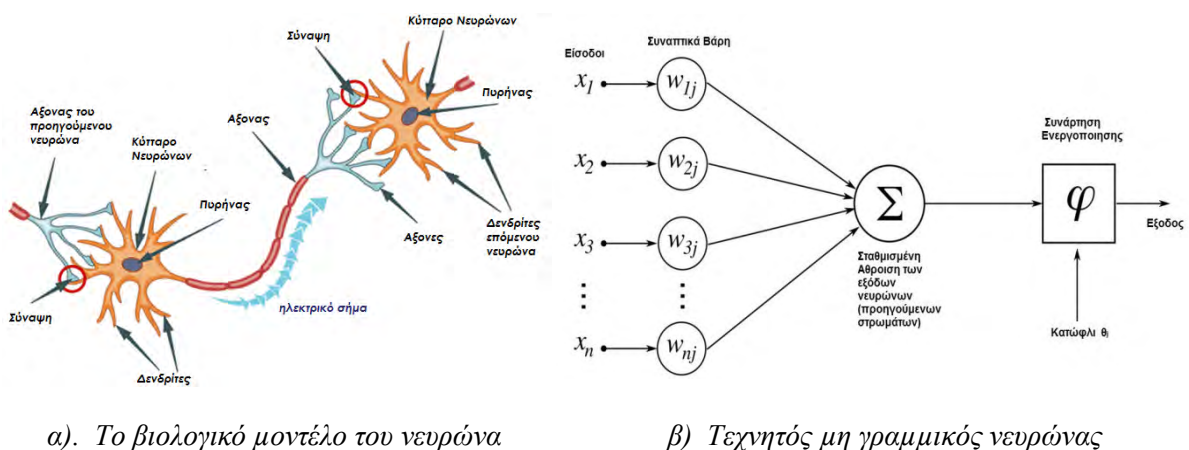 Σύναψη
Κύτταρο Νευρώνων
Πυρήνας
Αξονας του
προηγούμενου
νευρώνα
Κύτταρο
Νευρώνων
Αξονας
Πυρήνας
Δενδρίτες
επόμενου
νευρώνα
Αξονες
ηλεκτρικό σήμα
Σύναψη
Δενδρίτες
α). Το βιολογικό μοντέλο του νευρώνα
Είσοδοι
Συναπτικά Βάρη
x1
w1j
x2
w2j
x3
w3j
⋮ ⋮
xn
wnj
Σ
Σταθμισμένη
Αθροιση των
εξόδων
νευρώνων
(προηγούμενων
στρωμάτων)
Συνάρτηση
Ενεργοποιησης
φ
Εξοδος
Κατώφλι θj
β) Τεχνητός μη γραμμικός νευρώνας